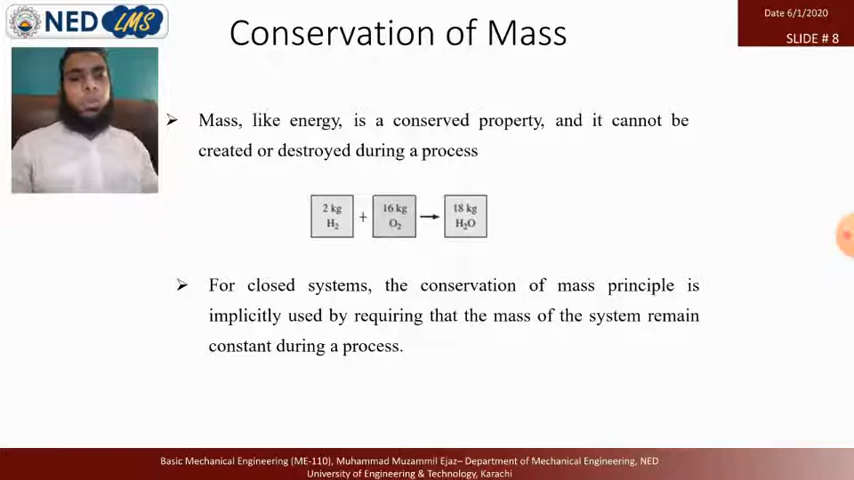 NED LMS
Conservation of Mass
Date 6/1/2020
SLIDE # 8
Mass, like energy, is a conserved property, and it cannot be
created or destroyed during a process
2 kg
H₂
+
16 kg
O₂
→
18 kg
H₂O
For closed systems, the conservation of mass principle is
implicitly used by requiring that the mass of the system remain
constant during a process.
Basic Mechanical Engineering (ME-110), Muhammad Muzammil Ejaz– Department of Mechanical Engineering, NED
University of Engineering & Technology, Karachi